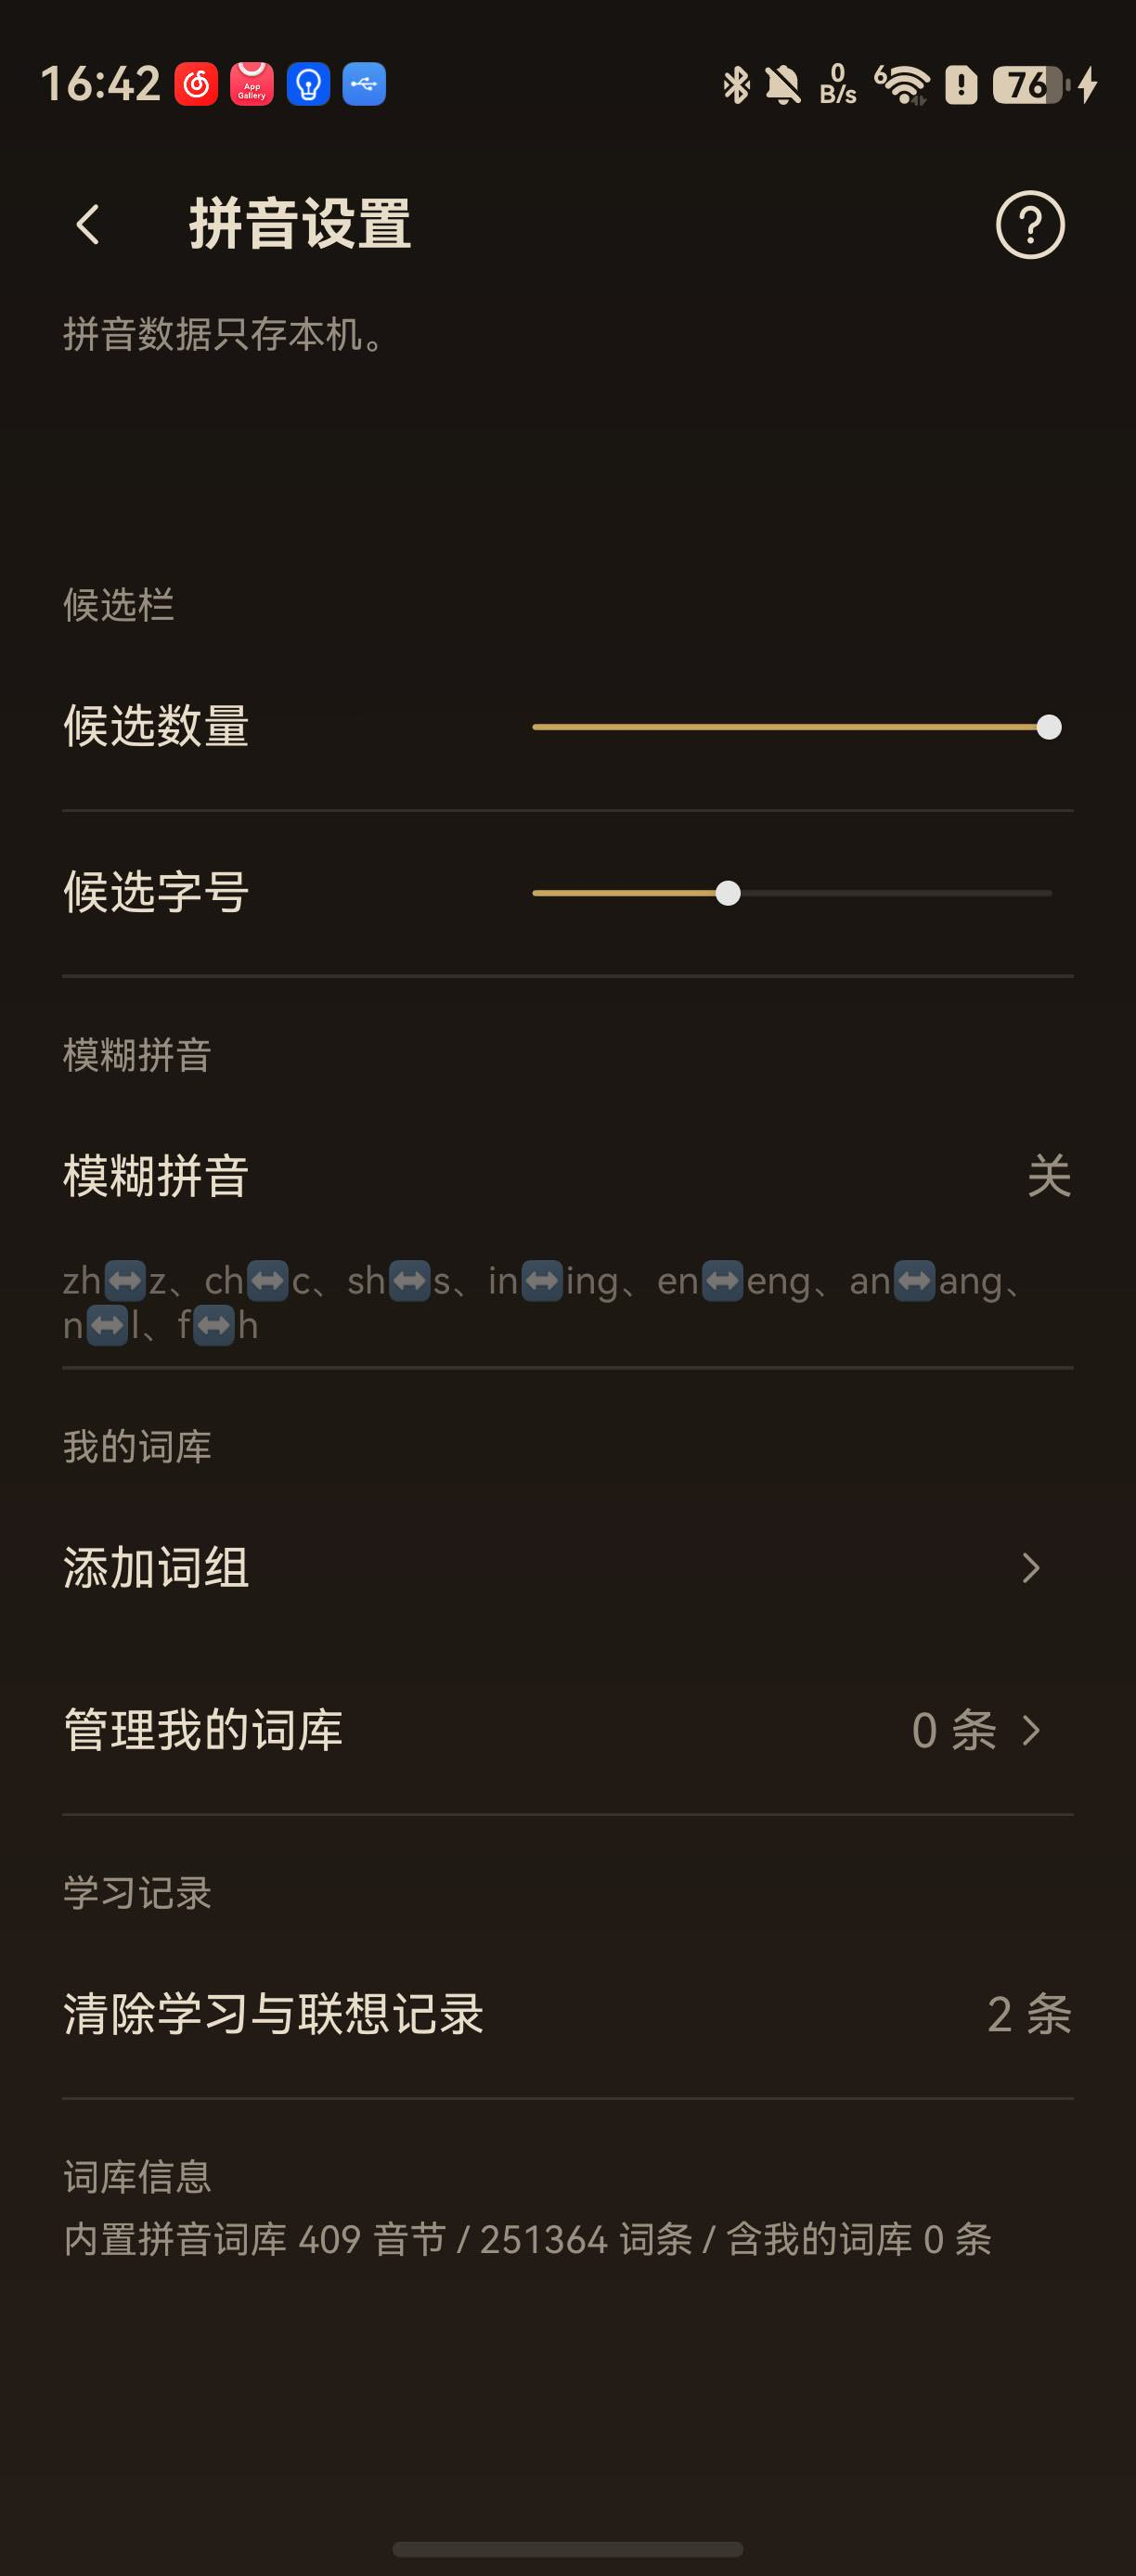 16:42
App
Gallery
0
B/s
6
76
拼音设置
拼音数据只存本机。
候选栏
候选数量
候选字号
模糊拼音
模糊拼音 关
zh↔️z、ch↔️c、sh↔️s、in↔️ing、en↔️eng、an↔️ang、
n↔️l、f↔️h
我的词库
添加词组
管理我的词库 0 条
学习记录
清除学习与联想记录 2 条
词库信息
内置拼音词库 409 音节 / 251364 词条 / 含我的词库 0 条